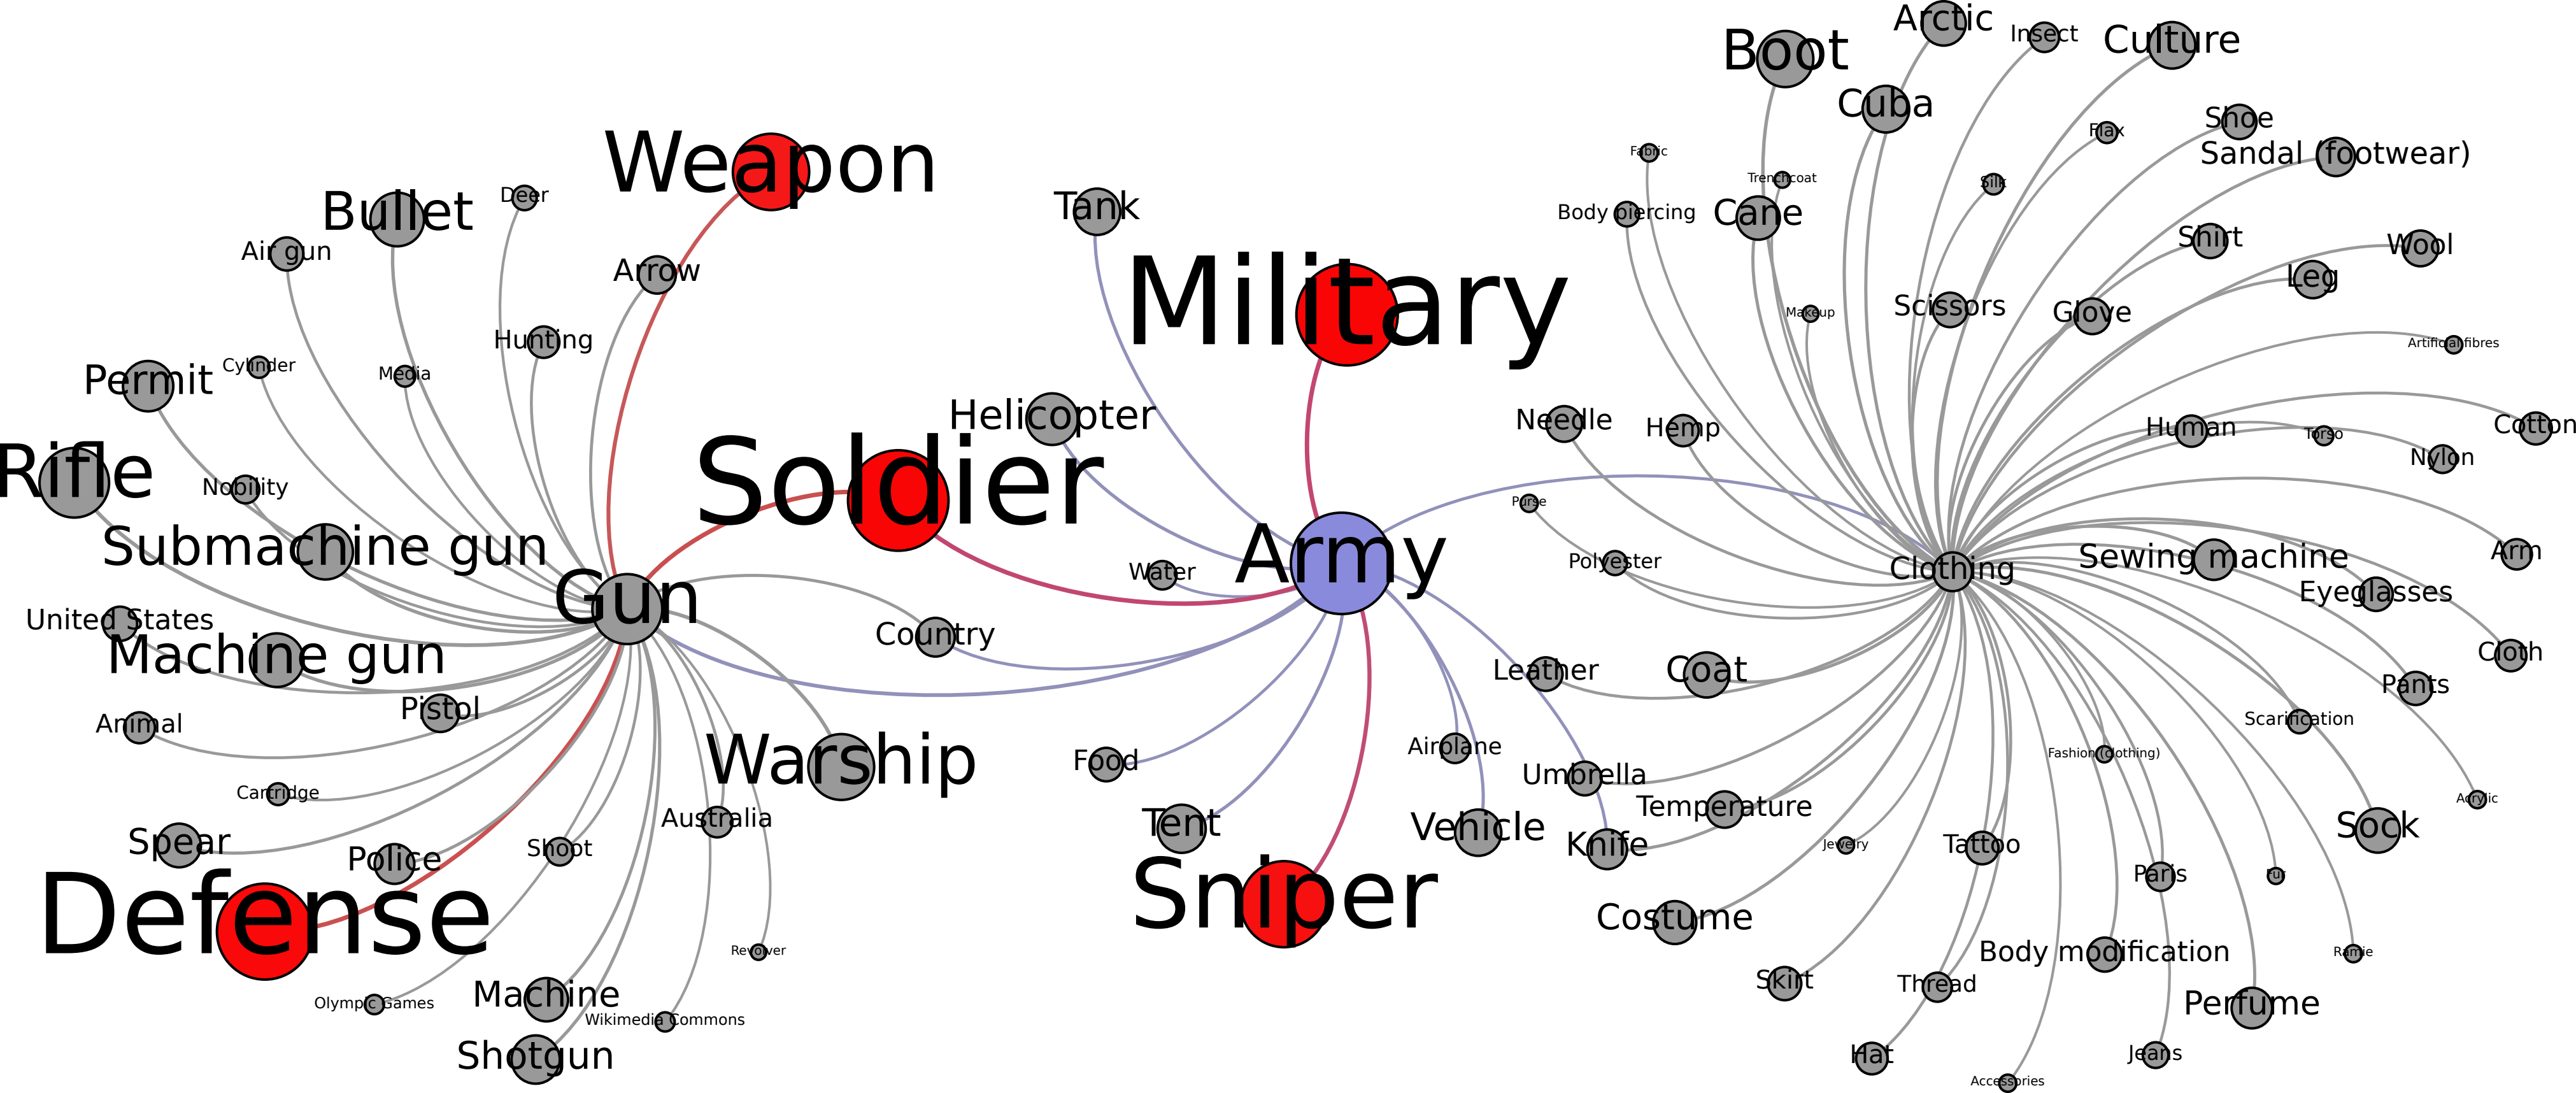 Arctic
Insect
Culture
Boot
Cuba
Shoe
Flax
Sandal (footwear)
Fabric
Weapon
Trenchcoat
Silk
Deer
Bullet
Tank
Body piercing
Cane
Shirt
Wool
Air gun
Arrow
Leg
Military
Makeup
Scissors
Glove
Hunting
Artificial fibres
Cylinder
Media
Permit
Helicopter
Needle
Hemp
Human
Torso
Cotton
Nylon
Rifle
Nobility
Soldier
Purse
Submachine gun
Army
Polyester
Clothing
Sewing machine
Arm
Water
Gun
Eyeglasses
United States
Country
Machine gun
Leather
Coat
Cloth
Pants
Pistol
Animal
Scarification
Warship
Food
Airplane
Fashion (clothing)
Umbrella
Cartridge
Temperature
Acrylic
Australia
Tent
Vehicle
Sock
Spear
Police
Shoot
Knife
Jewelry
Tattoo
Paris
Fur
Defense
Sniper
Costume
Revolver
Body modification
Ramie
Skirt
Thread
Olympic Games
Machine
Wikimedia Commons
Perfume
Shotgun
Hat
Jeans
Accessories